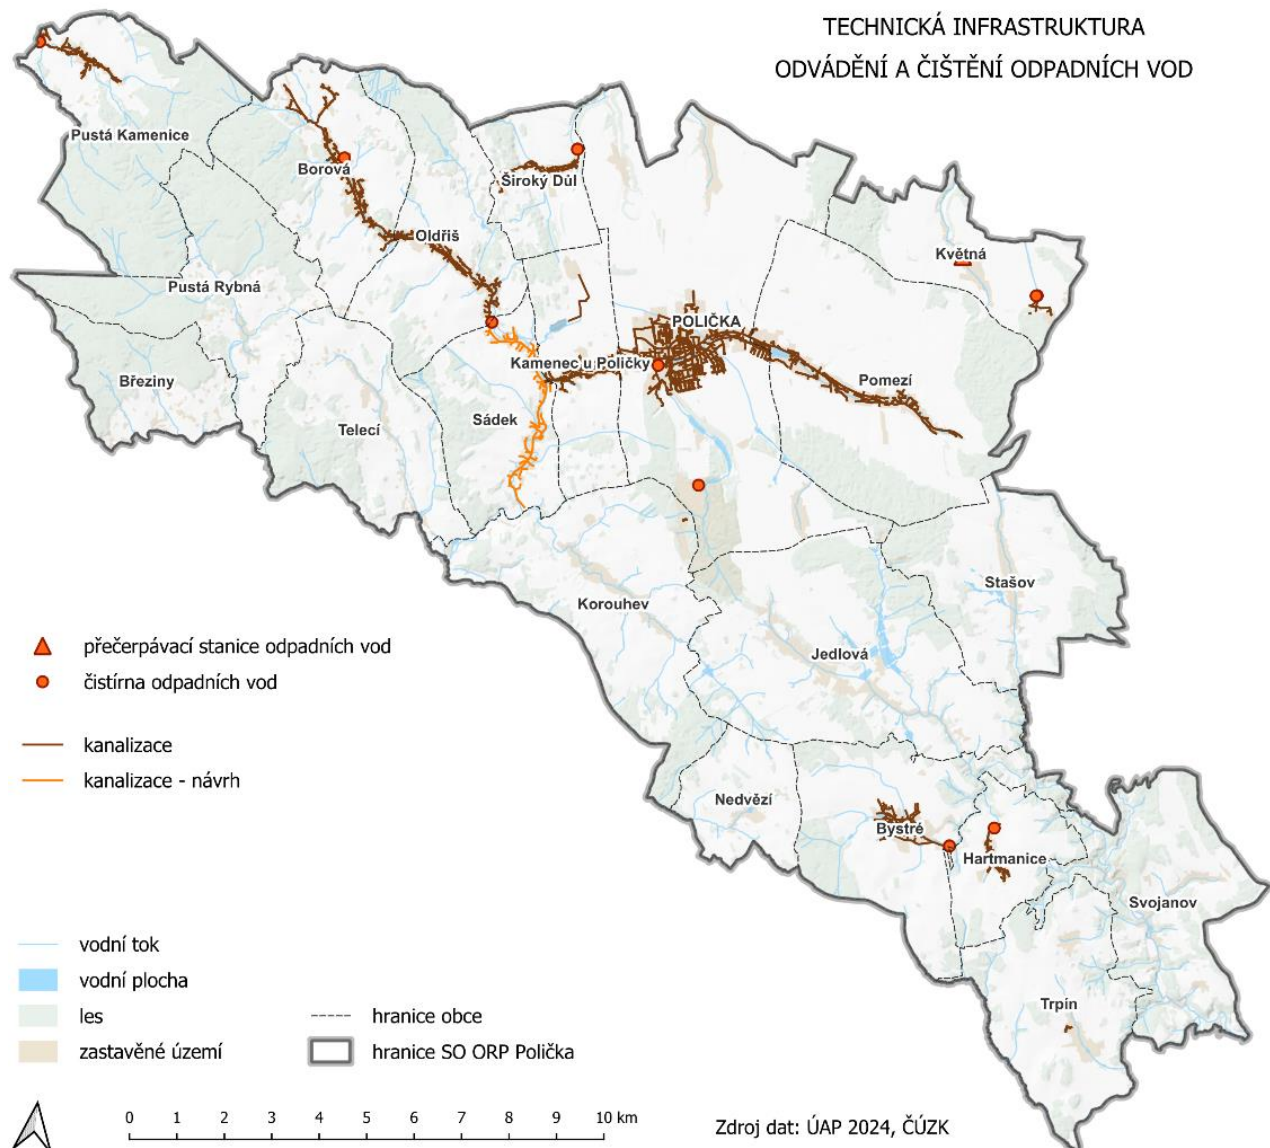 TECHNICKÁ INFRASTRUKTURA
ODVÁDĚNÍ A ČIŠTĚNÍ ODPADNÍCH VOD
Pustá Kamenice
Borová
Široký Důl
Oldřiš
Květná
Pustá Rybná
POLIČKA
Kamenec u Poličky
Březiny
Pomezí
Sádek
Telecí
Stašov
Korouhev
Jedlová
Nedvězí
Bystré
Hartmanice
Svojanov
Trpín
přečerpávací stanice odpadních vod
čistírna odpadních vod
kanalizace
kanalizace - návrh
vodní tok
vodní plocha
les
zastavěné území
hranice obce
hranice SO ORP Polička
0 1 2 3 4 5 6 7 8 9 10 km
Zdroj dat: ÚAP 2024, ČÚZK